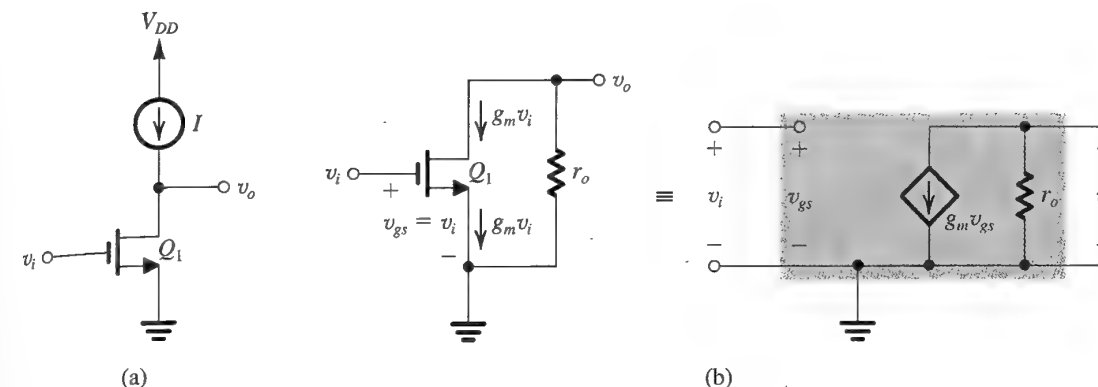 V_DD
I
v_o
v_i
Q_1
(a)
v_o
g_m v_i
v_i
+
Q_1
r_o
v_gs = v_i
g_m v_i
−
≡
+
+
v_i
v_gs
g_m v_gs
r_o
−
−
(b)